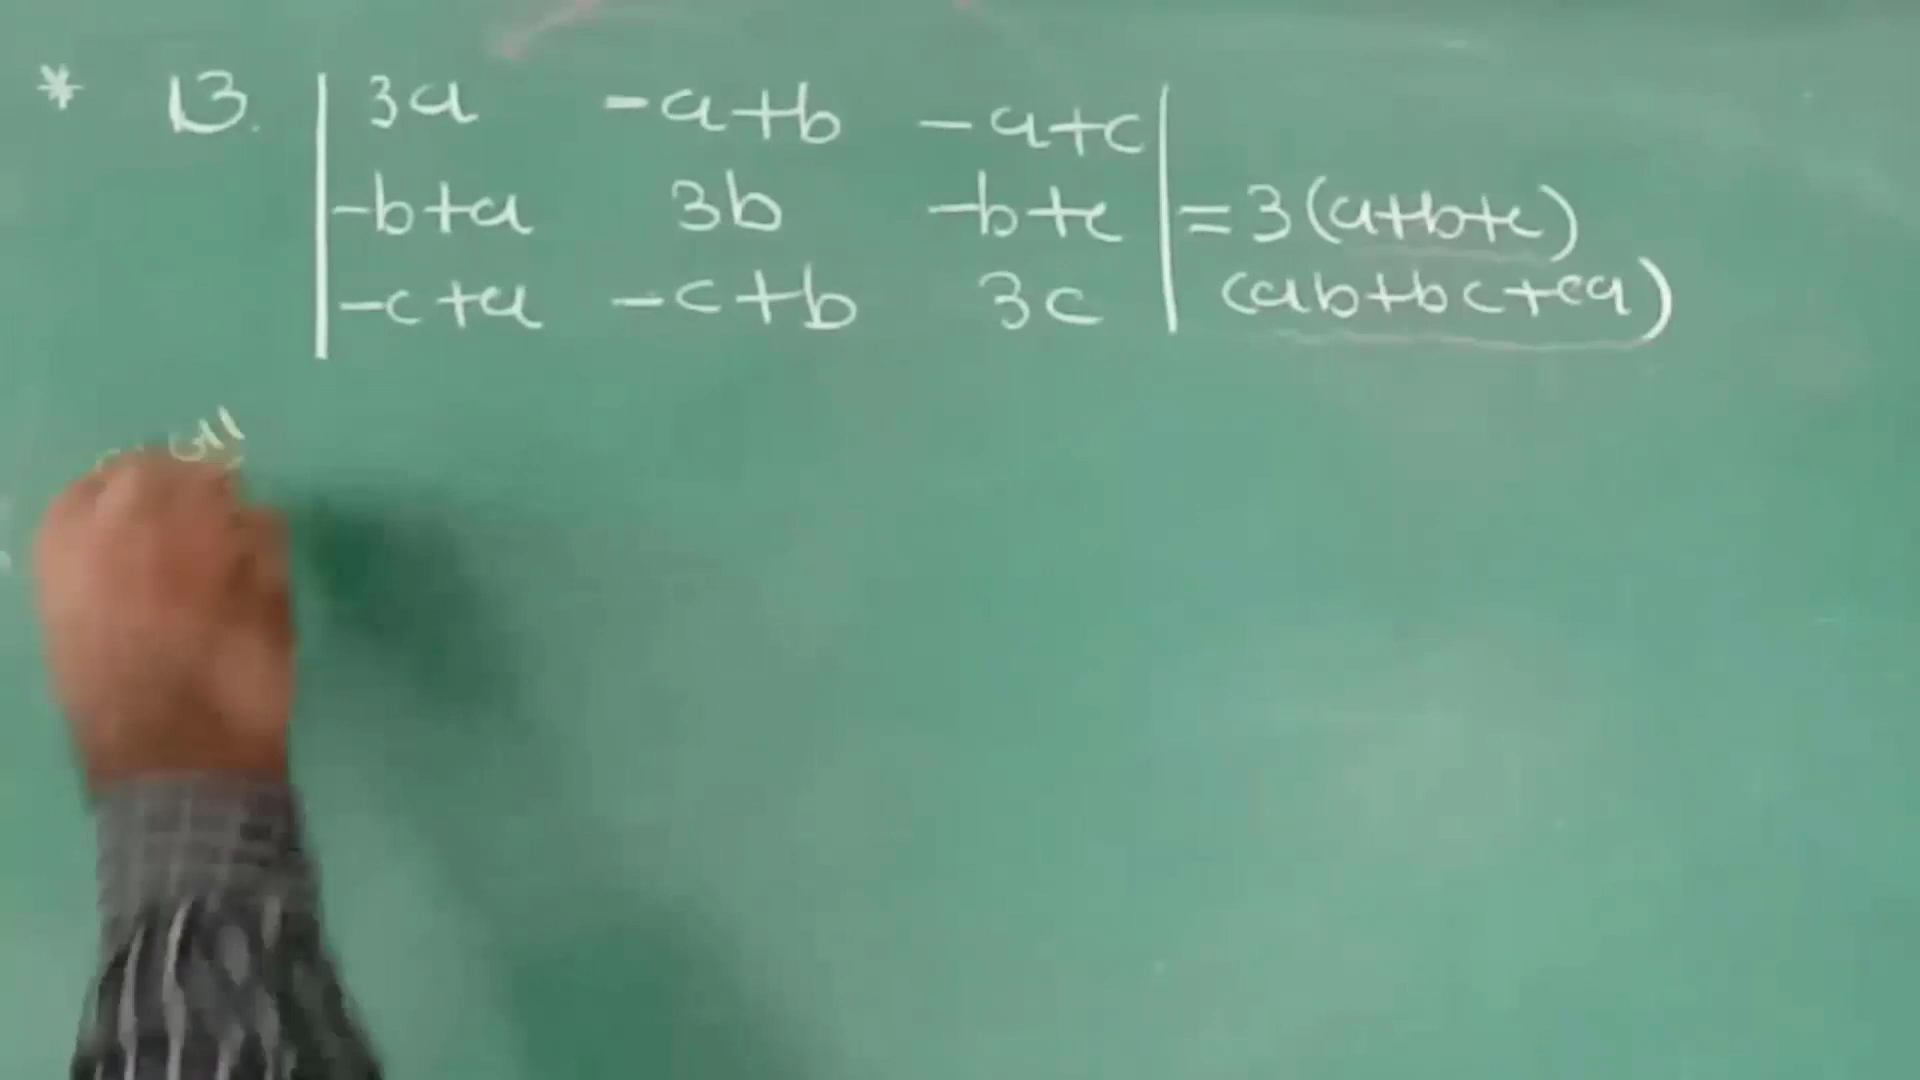 * 13. | 3a -a+b -a+c |
| -b+a 3b -b+c | = 3(a+b+c)
| -c+a -c+b 3c | (ab+bc+ca)